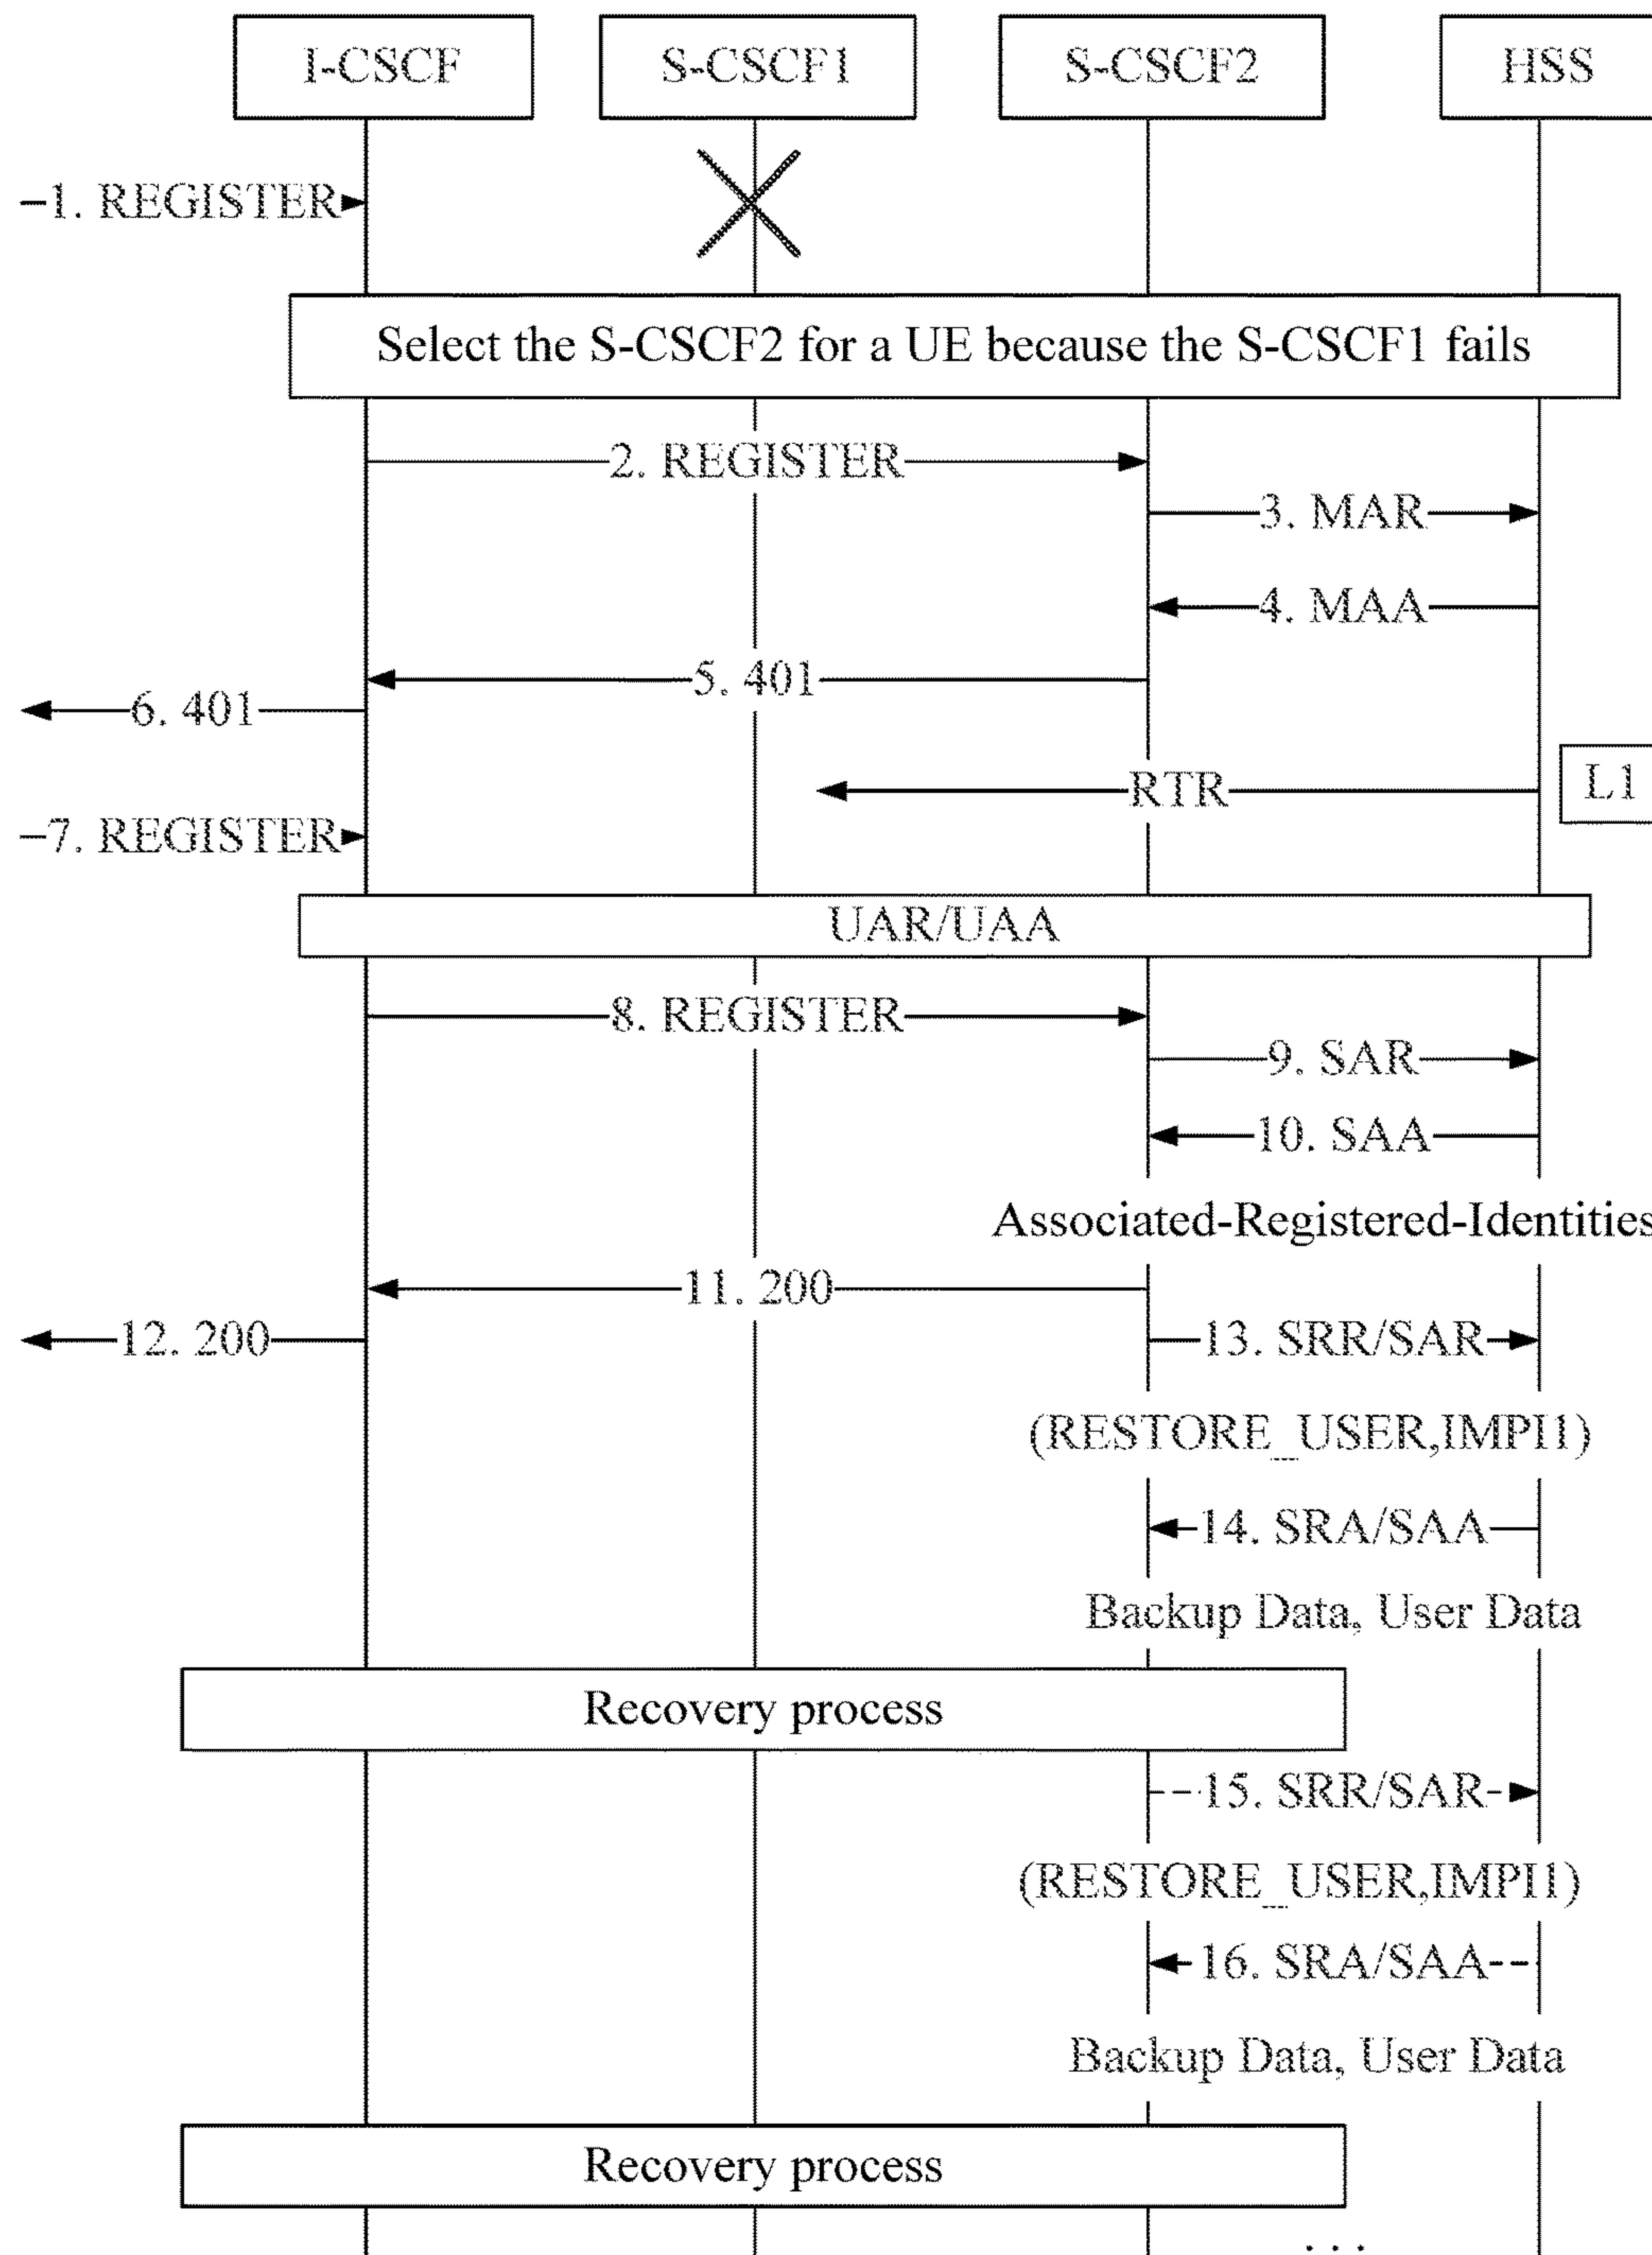 I-CSCF
S-CSCF1
S-CSCF2
HSS
1. REGISTER
Select the S-CSCF2 for a UE because the S-CSCF1 fails
2. REGISTER
3. MAR
4. MAA
5. 401
6. 401
RTR
L1
7. REGISTER
UAR/UAA
8. REGISTER
9. SAR
10. SAA
Associated-Registered-Identities
11. 200
12. 200
13. SRR/SAR
(RESTORE_USER,IMPI1)
14. SRA/SAA
Backup Data, User Data
Recovery process
15. SRR/SAR
(RESTORE_USER,IMPI1)
16. SRA/SAA
Backup Data, User Data
Recovery process
. . .